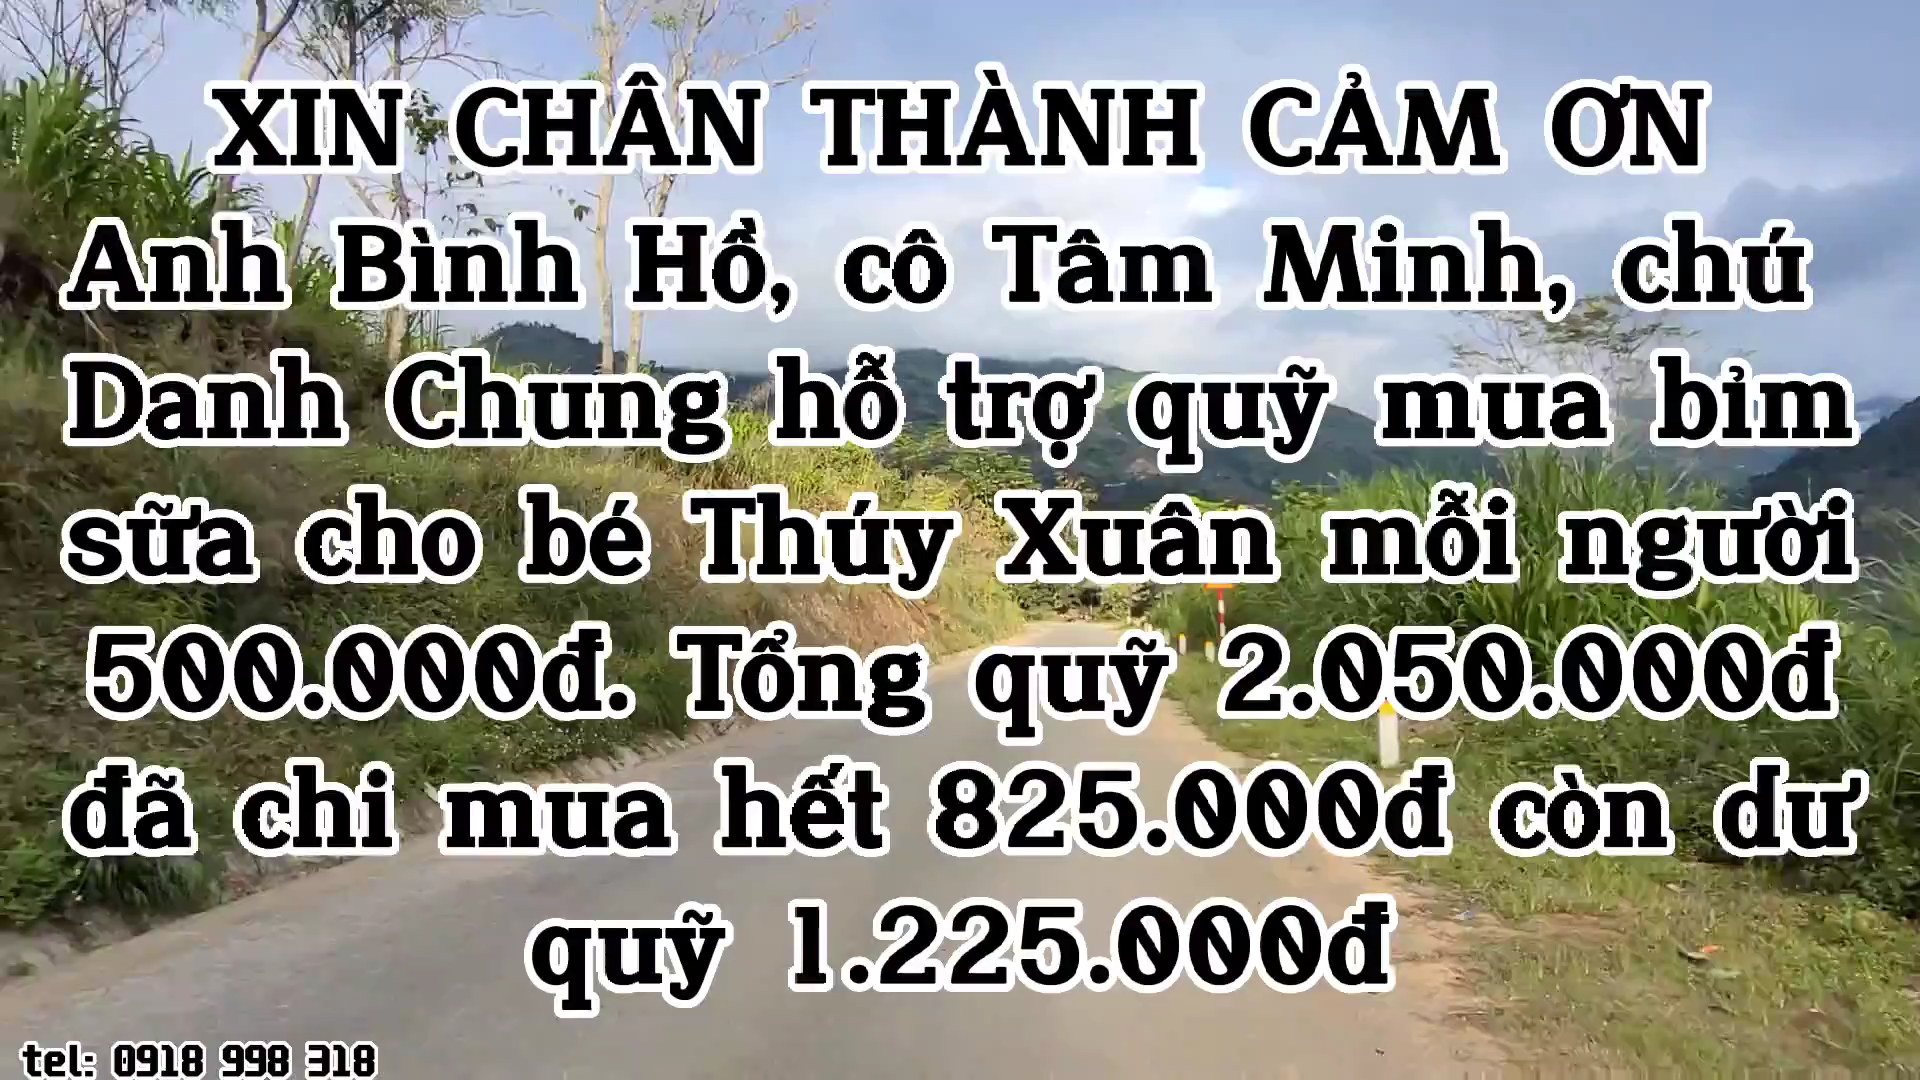 XIN CHÂN THÀNH CẢM ƠN
Anh Bình Hồ, cô Tâm Minh, chú
Danh Chung hỗ trợ quỹ mua bỉm
sữa cho bé Thúy Xuân mỗi người
500.000đ. Tổng quỹ 2.050.000đ
đã chi mua hết 825.000đ còn dư
quỹ 1.225.000đ
tel: 0918 998 318